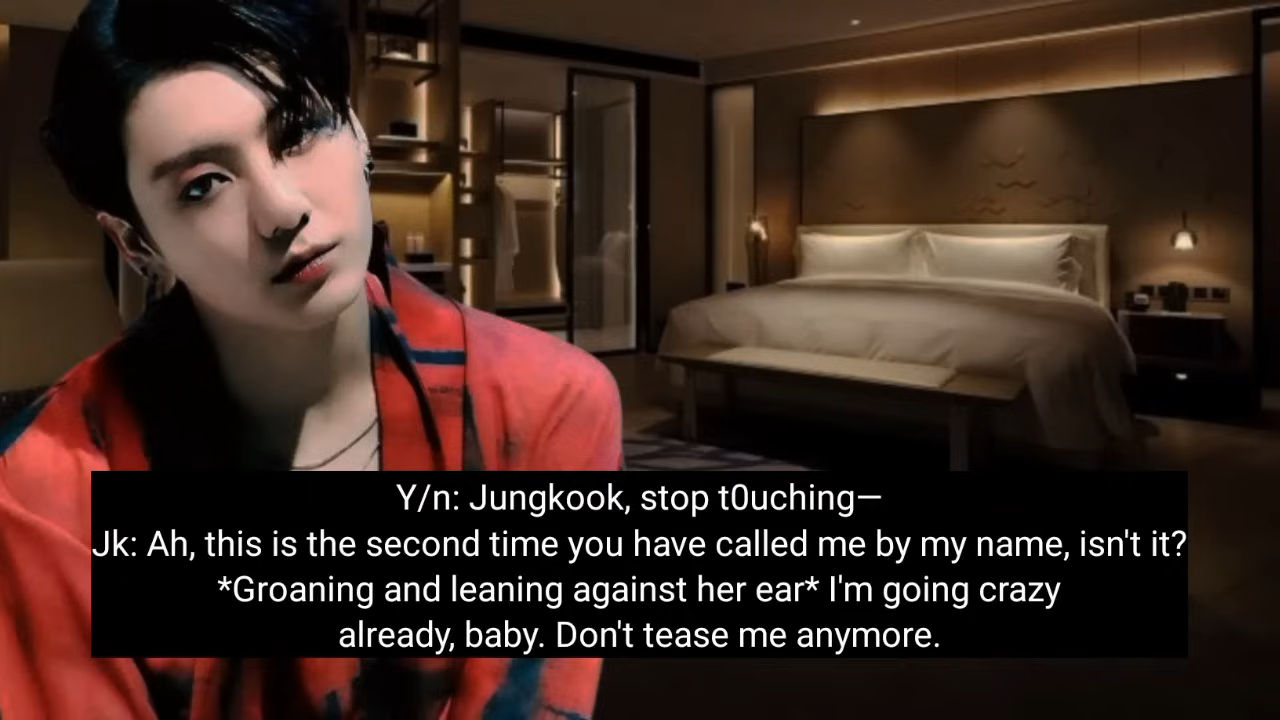 Y/n: Jungkook, stop t0uching—
Jk: Ah, this is the second time you have called me by my name, isn't it?
*Groaning and leaning against her ear* I'm going crazy
already, baby. Don't tease me anymore.